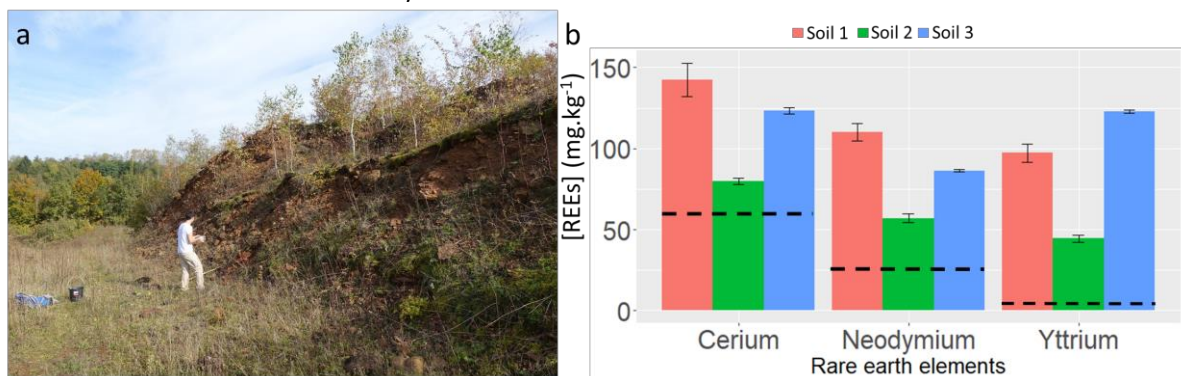 a
b
Soil 1 Soil 2 Soil 3
[REEs] (mg.kg⁻¹)
150
100
50
0
Cerium Neodymium Yttrium
Rare earth elements